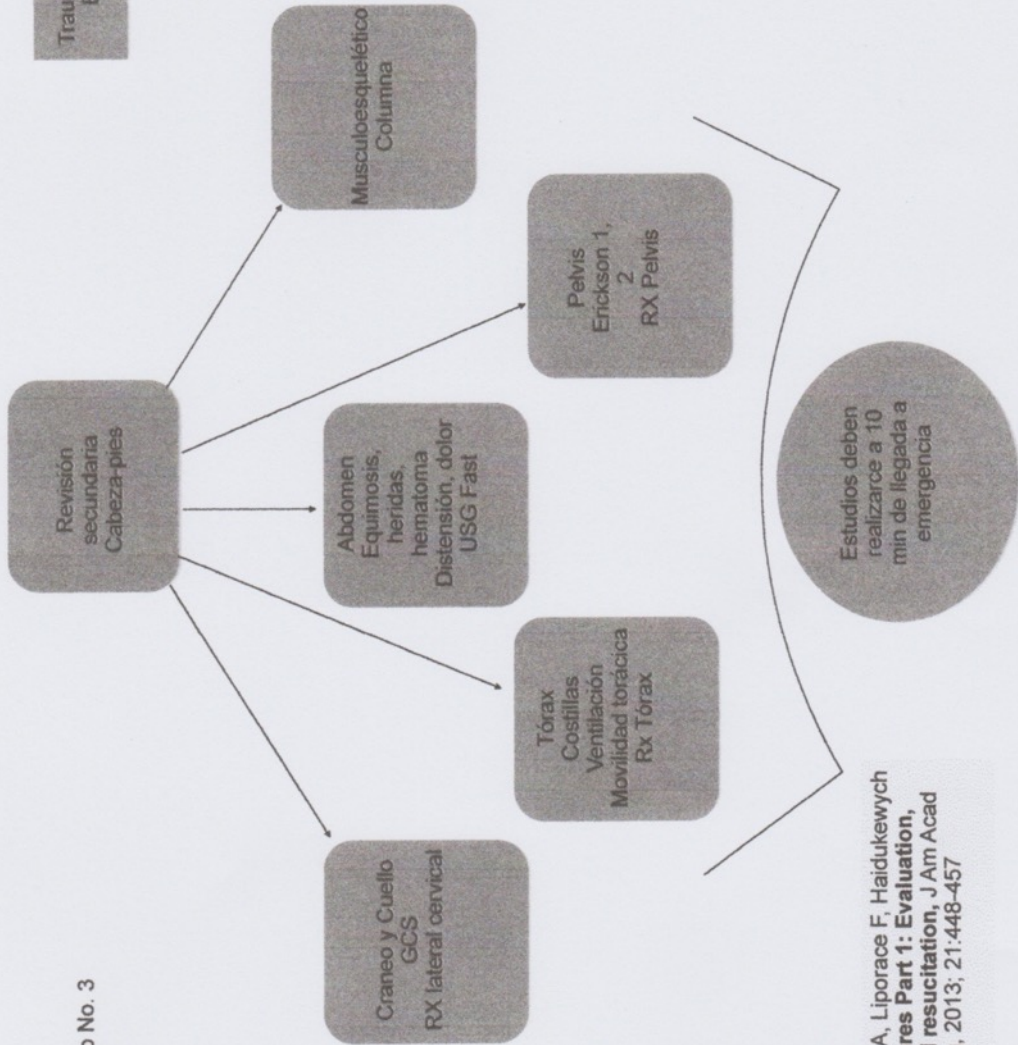 o No. 3
Trau
Revisión
secundaria
Cabeza-pies
Craneo y Cuello
GCS
RX lateral cervical
Tórax
Costillas
Ventilación
Movilidad torácica
Rx Tórax
Abdomen
Equimosis,
heridas,
hematoma
Distensión, dolor
USG Fast
Pelvis
Erickson 1,
2
RX Pelvis
Musculoesquelético
Columna
Estudios deben
realizarce a 10
min de llegada a
emergencia
A, Liporace F, Haidukewych
res Part 1: Evaluation,
l resucitation, J Am Acad
, 2013; 21:448-457